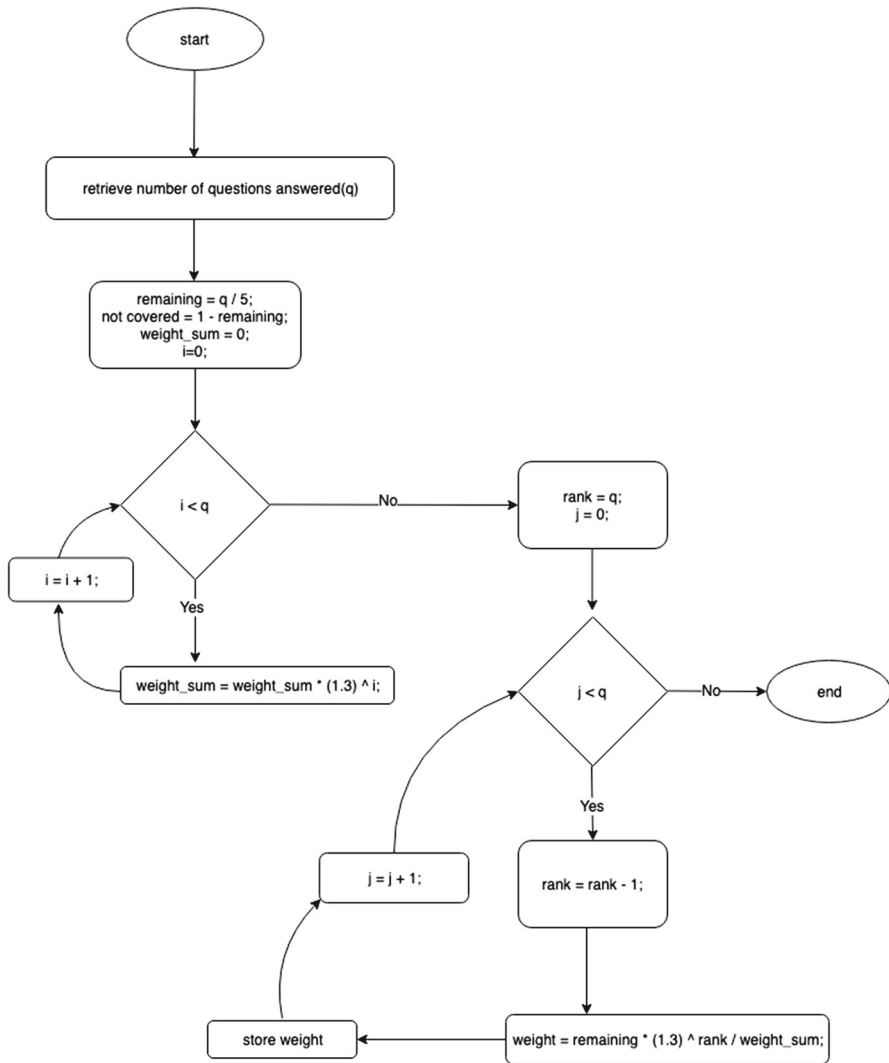 start
retrieve number of questions answered(q)
remaining = q / 5;
not covered = 1 - remaining;
weight_sum = 0;
i=0;
i < q
No
rank = q;
j = 0;
i = i + 1;
Yes
weight_sum = weight_sum * (1.3) ^ i;
j < q
No
end
Yes
j = j + 1;
rank = rank - 1;
store weight
weight = remaining * (1.3) ^ rank / weight_sum;